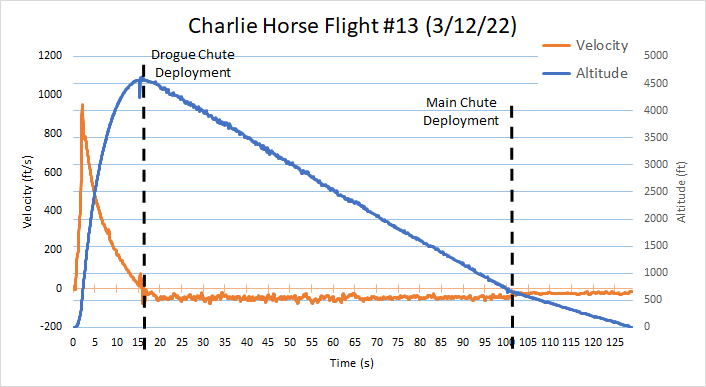 Charlie Horse Flight #13 (3/12/22)
Velocity
Altitude
Drogue Chute
Deployment
Main Chute
Deployment
1200
1000
800
600
400
200
0
-200
Velocity (ft/s)
5000
4500
4000
3500
3000
2500
2000
1500
1000
500
0
Altitude (ft)
0 5 10 15 20 25 30 35 40 45 50 55 60 65 70 75 80 85 90 95 100 105 110 115 120 125
Time (s)